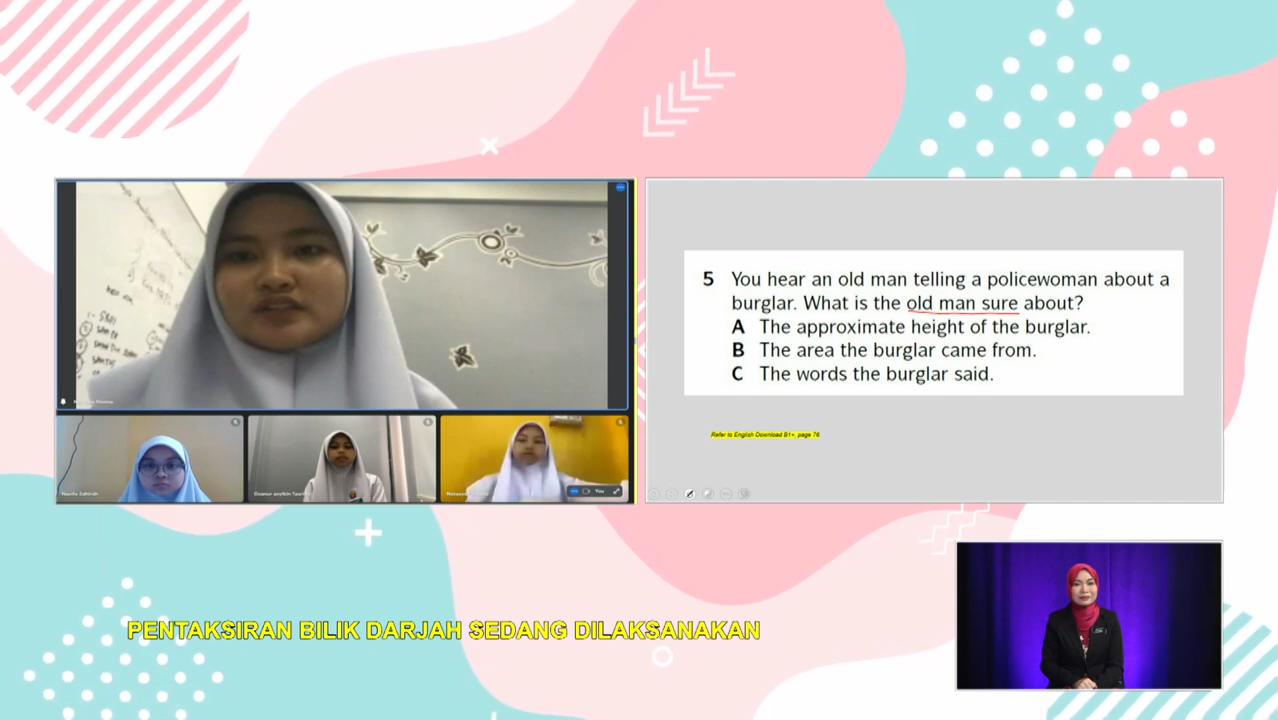 5 You hear an old man telling a policewoman about a
burglar. What is the old man sure about?
A The approximate height of the burglar.
B The area the burglar came from.
C The words the burglar said.
Refer to English Download B1+, page 76
You
PENTAKSIRAN BILIK DARJAH SEDANG DILAKSANAKAN